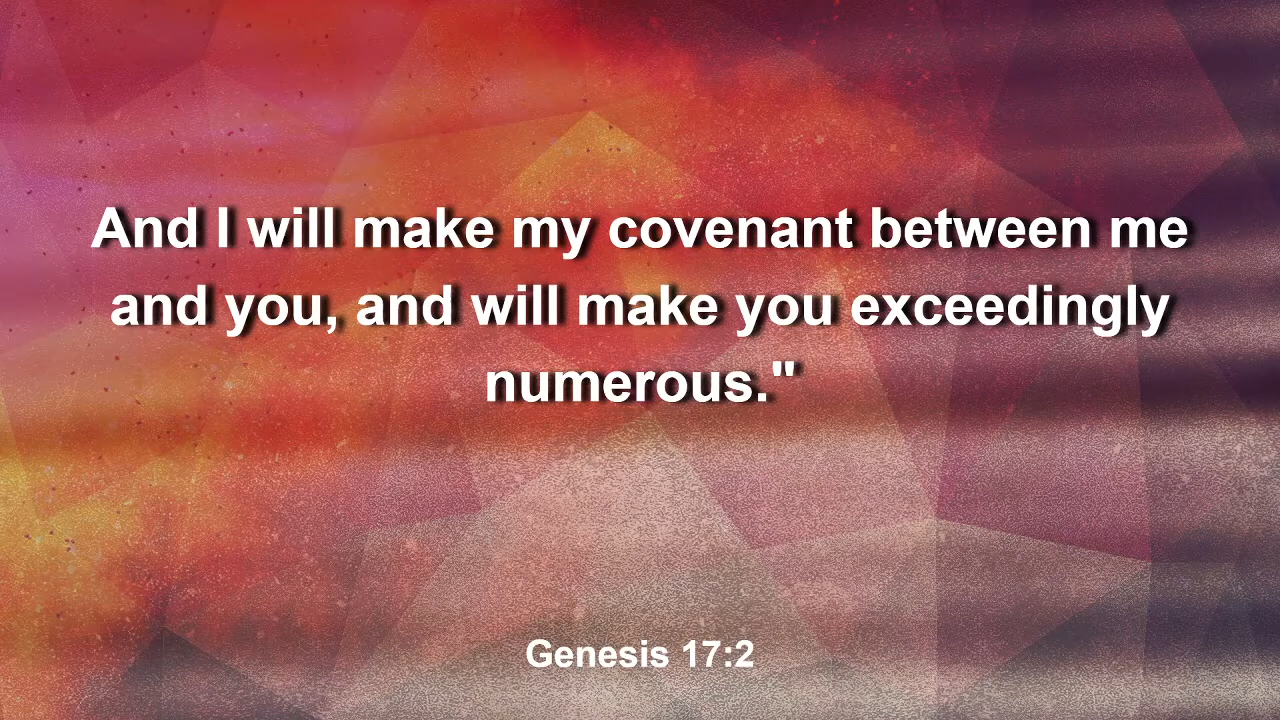 And I will make my covenant between me
and you, and will make you exceedingly
numerous."
Genesis 17:2